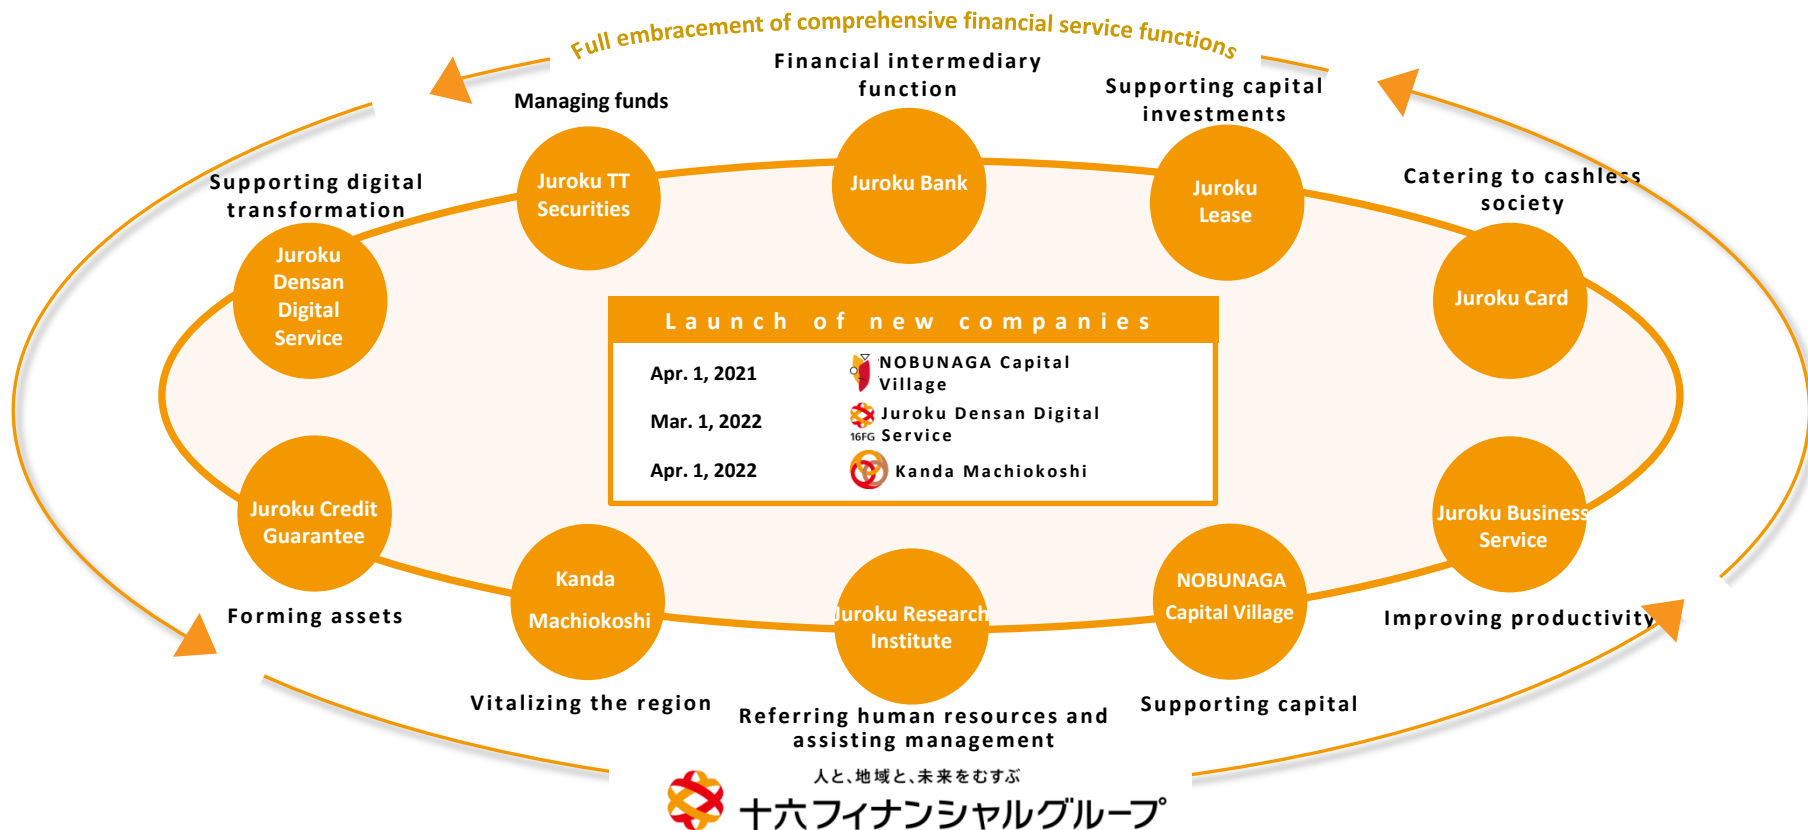 Full embracement of comprehensive financial service functions
Managing funds
Financial intermediary
function
Supporting capital
investments
Supporting digital
transformation
Catering to cashless
society
Juroku TT
Securities
Juroku Bank
Juroku
Lease
Juroku
Densan
Digital
Service
Juroku Card
Launch of new companies
Apr. 1, 2021
NOBUNAGA Capital
Village
Mar. 1, 2022
16FG
Juroku Densan Digital
Service
Apr. 1, 2022
Kanda Machiokoshi
Juroku Credit
Guarantee
Kanda
Machiokoshi
Juroku Research
Institute
NOBUNAGA
Capital Village
Juroku Business
Service
Forming assets
Vitalizing the region
Referring human resources and
assisting management
Supporting capital
Improving productivity
人と、地域と、未来をむすぶ
十六フィナンシャルグループ